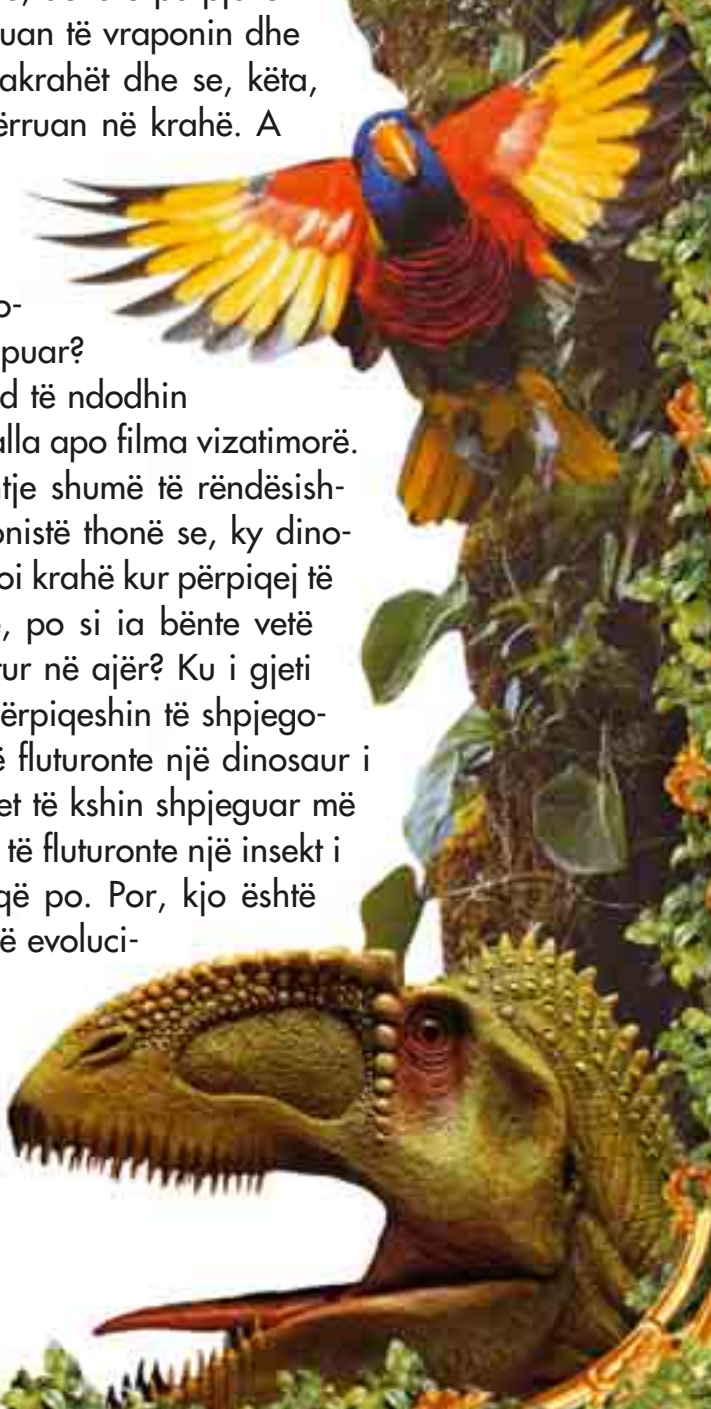 uan të vraponin dhe
akrahët dhe se, këta,
ërruan në krahë. A
o-
puar?
d të ndodhin
alla apo filma vizatimorë.
tje shumë të rëndësish-
onistë thonë se, ky dino-
oi krahë kur përpiqej të
, po si ia bënte vetë
tur në ajër? Ku i gjeti
ërpiqeshin të shpjego-
ë fluturonte një dinosaur i
et të kshin shpjeguar më
të fluturonte një insekt i
që po. Por, kjo është
ë evoluci-